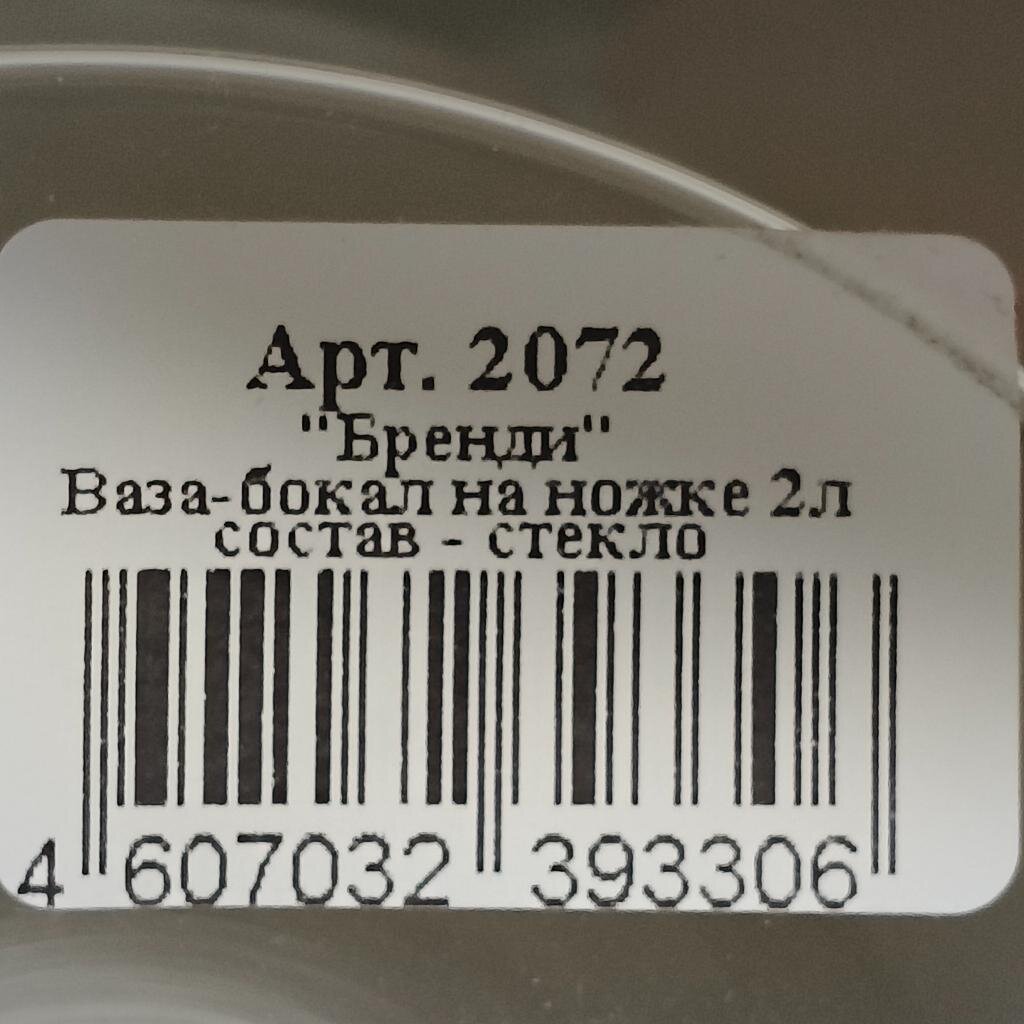 Арт. 2072
"Бренди"
Ваза-бокал на ножке 2л
состав - стекло
4 607032 393306